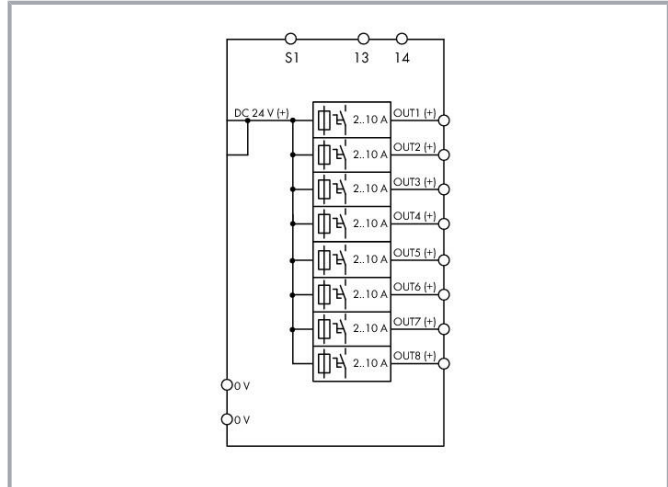 S1 13 14
DC 24 V (+)
2..10 A OUT1 (+)
2..10 A OUT2 (+)
2..10 A OUT3 (+)
2..10 A OUT4 (+)
2..10 A OUT5 (+)
2..10 A OUT6 (+)
2..10 A OUT7 (+)
2..10 A OUT8 (+)
0 V
0 V